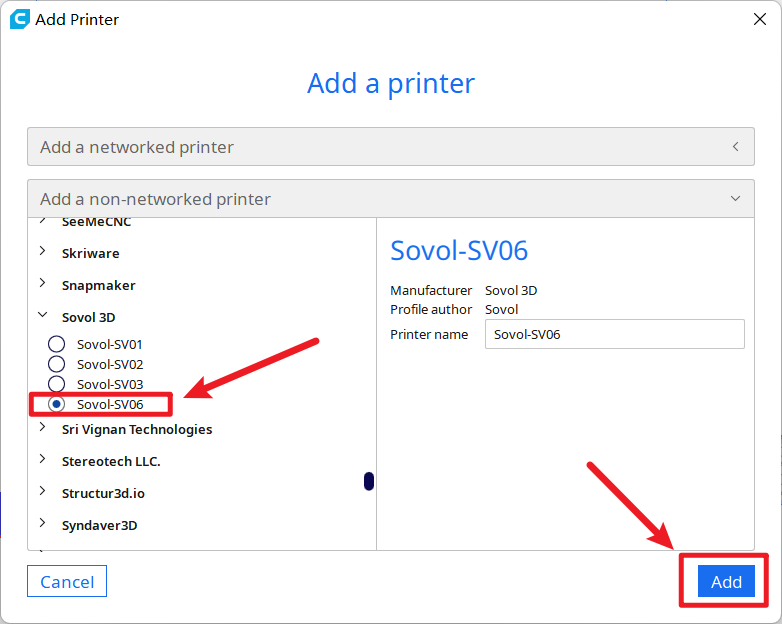 Add Printer
Add a printer
Add a networked printer
Add a non-networked printer
SeeMeCNC
Skriware
Snapmaker
Sovol 3D
Sovol-SV01
Sovol-SV02
Sovol-SV03
Sovol-SV06
Sri Vignan Technologies
Stereotech LLC.
Structur3d.io
Syndaver3D
Sovol-SV06
Manufacturer Sovol 3D
Profile author Sovol
Printer name Sovol-SV06
Cancel
Add